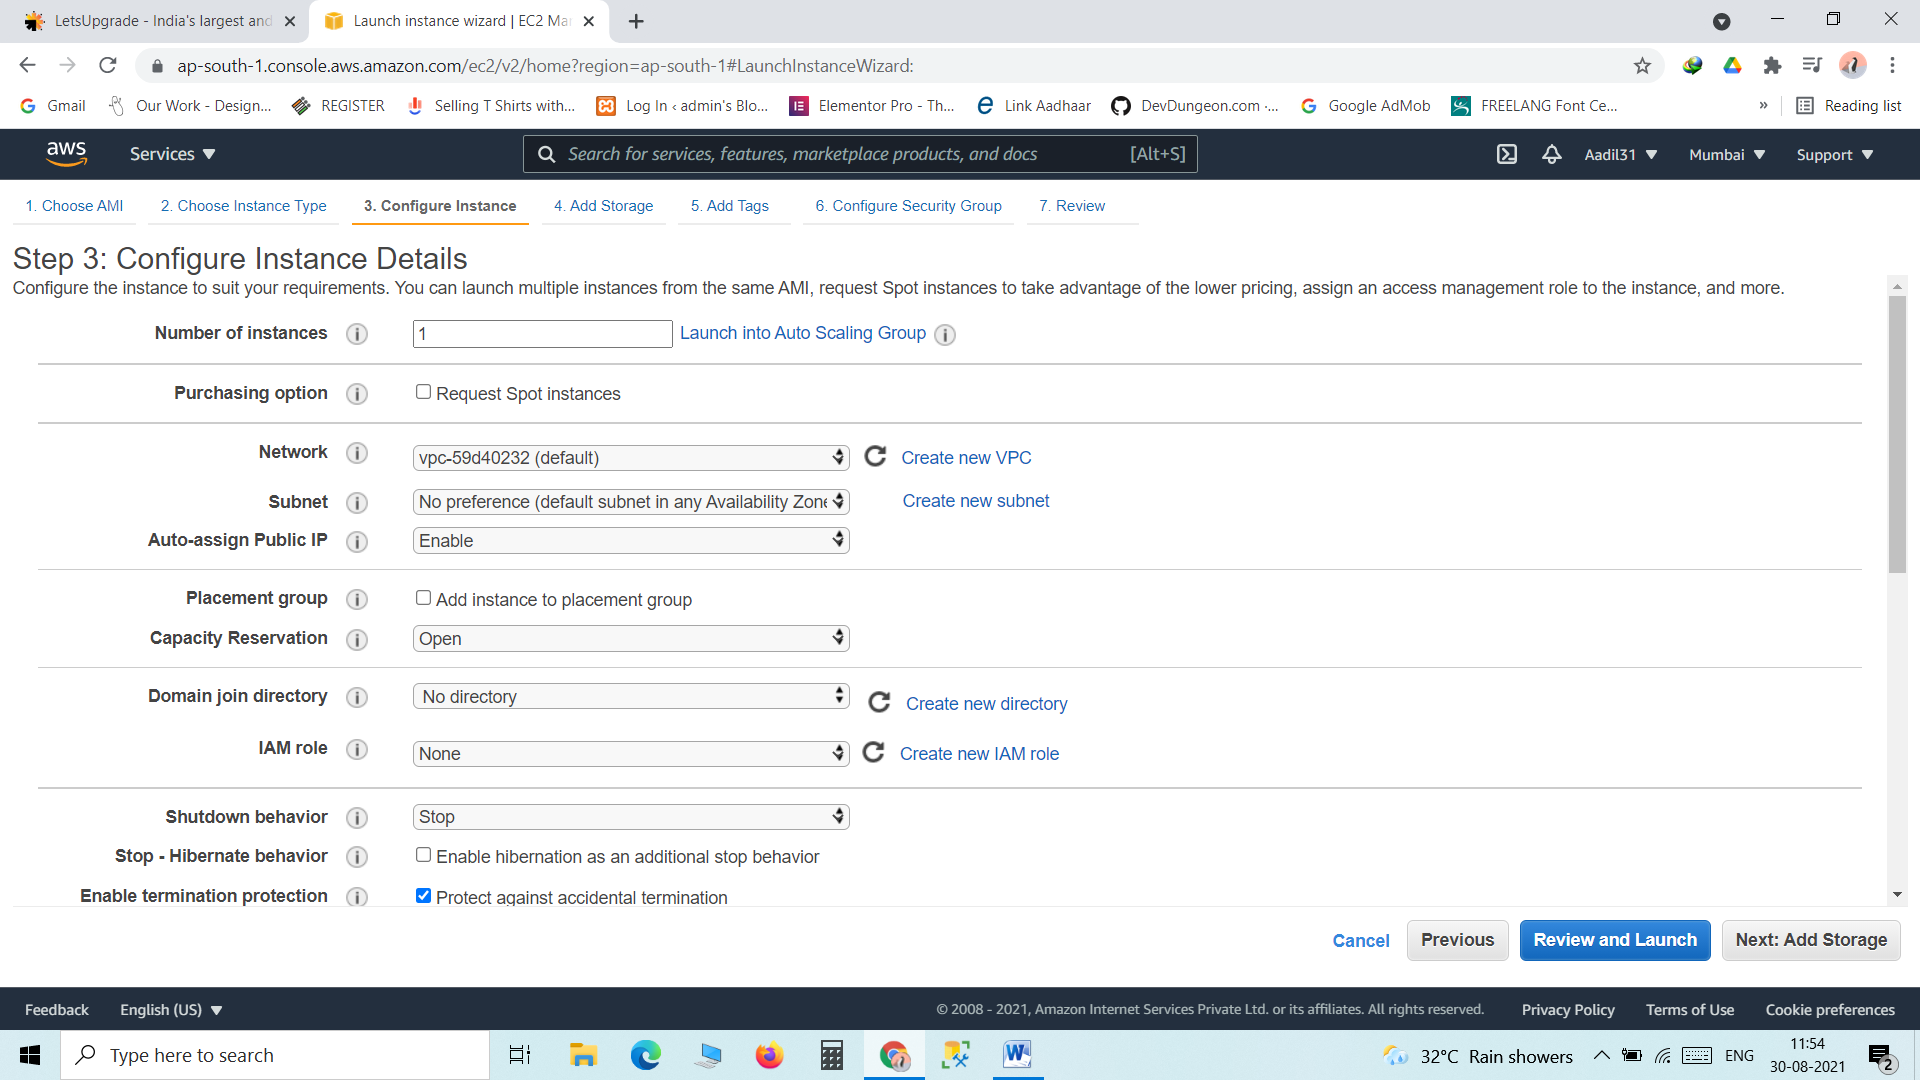 LetsUpgrade - India's largest and
Launch instance wizard | EC2 Ma
ap-south-1.console.aws.amazon.com/ec2/v2/home?region=ap-south-1#LaunchInstanceWizard:
Gmail Our Work - Design... REGISTER Selling T Shirts with... Log In ‹ admin's Blo... Elementor Pro - Th... Link Aadhaar DevDungeon.com -... Google AdMob FREELANG Font Ce... » Reading list
aws Services Search for services, features, marketplace products, and docs [Alt+S] Aadil31 Mumbai Support
1. Choose AMI 2. Choose Instance Type 3. Configure Instance 4. Add Storage 5. Add Tags 6. Configure Security Group 7. Review
Step 3: Configure Instance Details
Configure the instance to suit your requirements. You can launch multiple instances from the same AMI, request Spot instances to take advantage of the lower pricing, assign an access management role to the instance, and more.
Number of instances 1 Launch into Auto Scaling Group
Purchasing option Request Spot instances
Network vpc-59d40232 (default) Create new VPC
Subnet No preference (default subnet in any Availability Zone Create new subnet
Auto-assign Public IP Enable
Placement group Add instance to placement group
Capacity Reservation Open
Domain join directory No directory Create new directory
IAM role None Create new IAM role
Shutdown behavior Stop
Stop - Hibernate behavior Enable hibernation as an additional stop behavior
Enable termination protection Protect against accidental termination
Cancel Previous Review and Launch Next: Add Storage
Feedback English (US) © 2008 - 2021, Amazon Internet Services Private Ltd. or its affiliates. All rights reserved. Privacy Policy Terms of Use Cookie preferences
Type here to search 32°C Rain showers ENG 11:54
30-08-2021 2